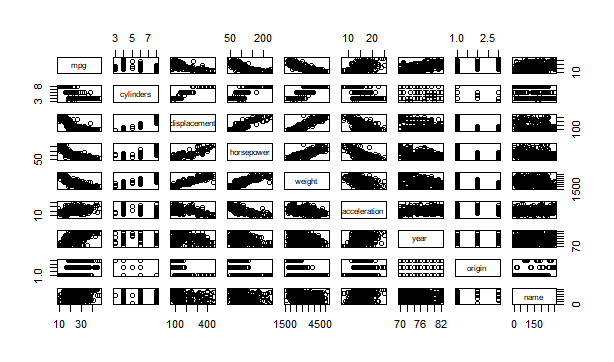 3 5 7 50 200 10 20 1.0 2.5
mpg 10
8 3 cylinders
displacement 100
50 horsepower
weight 1500
10 acceleration
year 70
1.0 origin
name 0
10 30 100 400 1500 4500 70 76 82 0 150